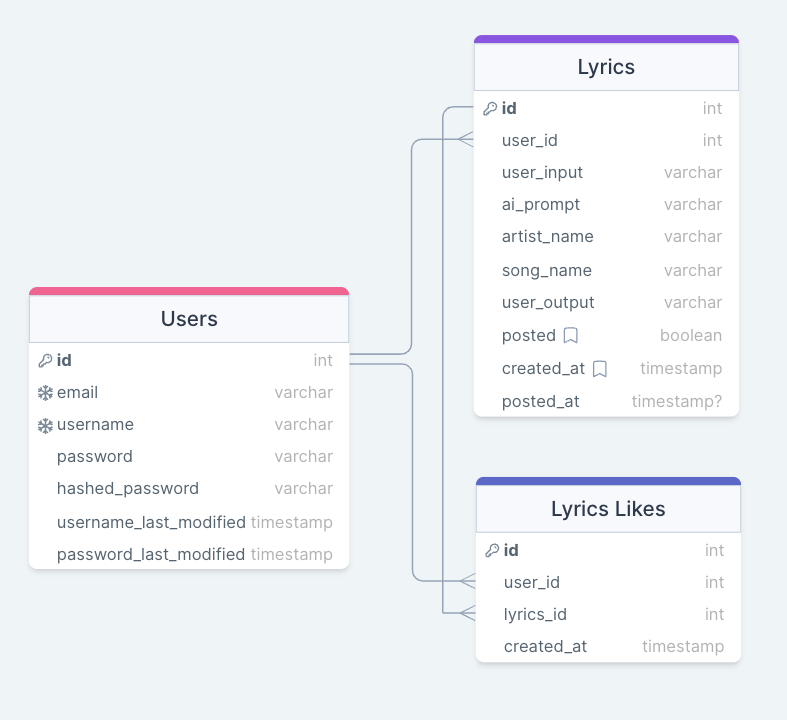 Lyrics
id int
user_id int
user_input varchar
ai_prompt varchar
artist_name varchar
song_name varchar
user_output varchar
posted boolean
created_at timestamp
posted_at timestamp?
Users
id int
email varchar
username varchar
password varchar
hashed_password varchar
username_last_modified timestamp
password_last_modified timestamp
Lyrics Likes
id int
user_id int
lyrics_id int
created_at timestamp